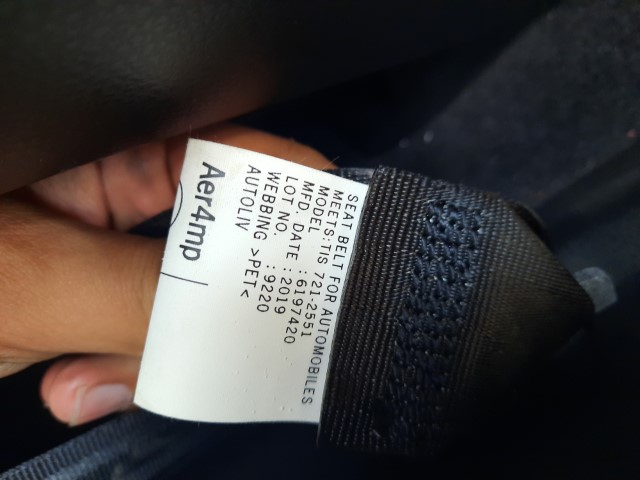 SEAT BELT FOR AUTOMOBILES
MEETS:TIS 721-2551
MODEL : 6197420
MFD. DATE : 2019
LOT NO. : 9220
WEBBING >PET<
AUTOLIV
Aer4mp